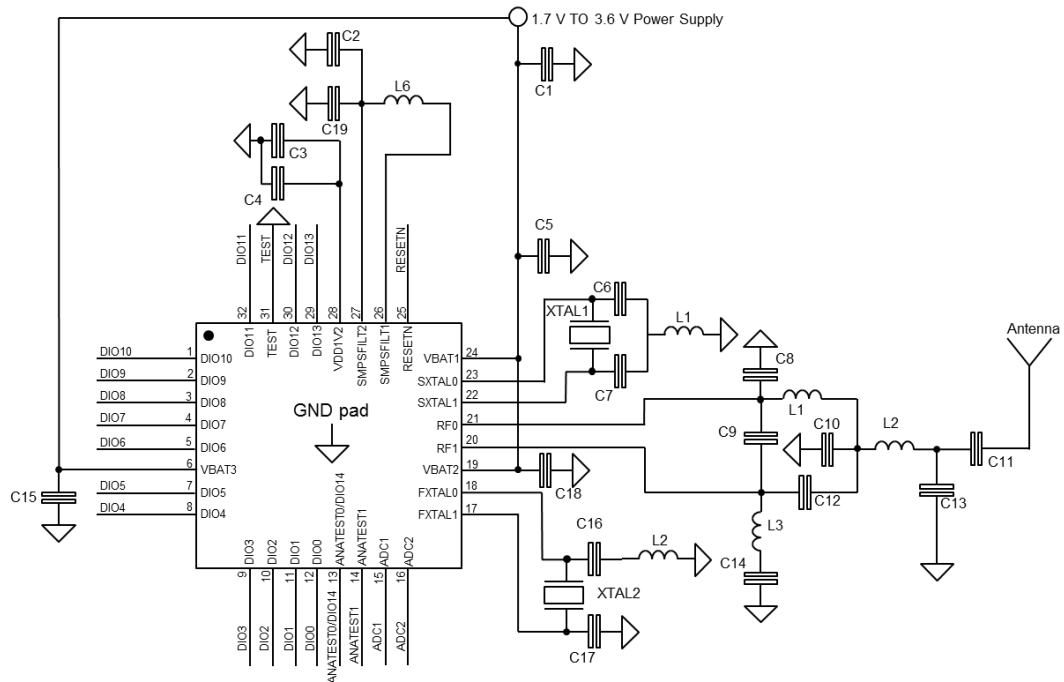 1.7 V TO 3.6 V Power Supply
C2
C1
L6
C19
C3
C4
C5
DIO11
TEST
DIO12
DIO13
RESETN
32
31
30
29
28
27
26
25
DIO11
TEST
DIO12
DIO13
VDD1V2
SMPSFILT2
SMPSFILT1
RESETN
C6
XTAL1
L1
C7
C8
Antenna
DIO10 1 DIO10
DIO9 2 DIO9
DIO8 3 DIO8
DIO7 4 DIO7
DIO6 5 DIO6
6 VBAT3
DIO5 7 DIO5
DIO4 8 DIO4
C15
GND pad
VBAT1 24
SXTAL0 23
SXTAL1 22
RF0 21
RF1 20
VBAT2 19
FXTAL0 18
FXTAL1 17
L1
C9
C10
L2
C11
C12
C13
C18
L3
C14
C16
L2
XTAL2
C17
DIO3
DIO2
DIO1
DIO0
ANATEST0/DIO14
ANATEST1
ADC1
ADC2
9
10
11
12
13
14
15
16
DIO3
DIO2
DIO1
DIO0
ANATEST0/DIO14
ANATEST1
ADC1
ADC2